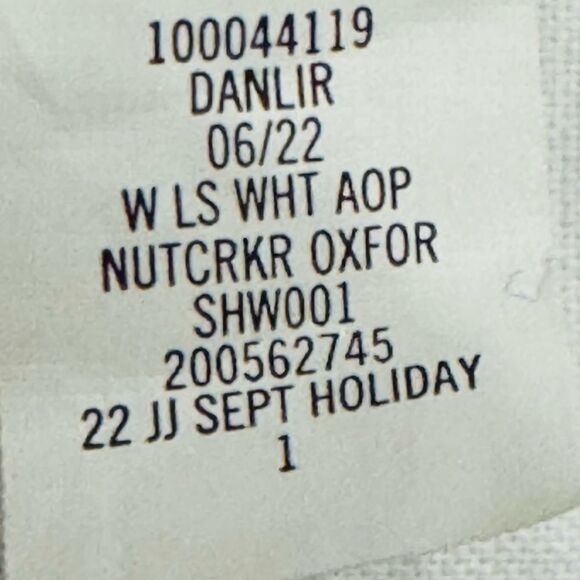 100044119
DANLIR
06/22
W LS WHT AOP
NUTCRKR OXFOR
SHW001
200562745
22 JJ SEPT HOLIDAY
1